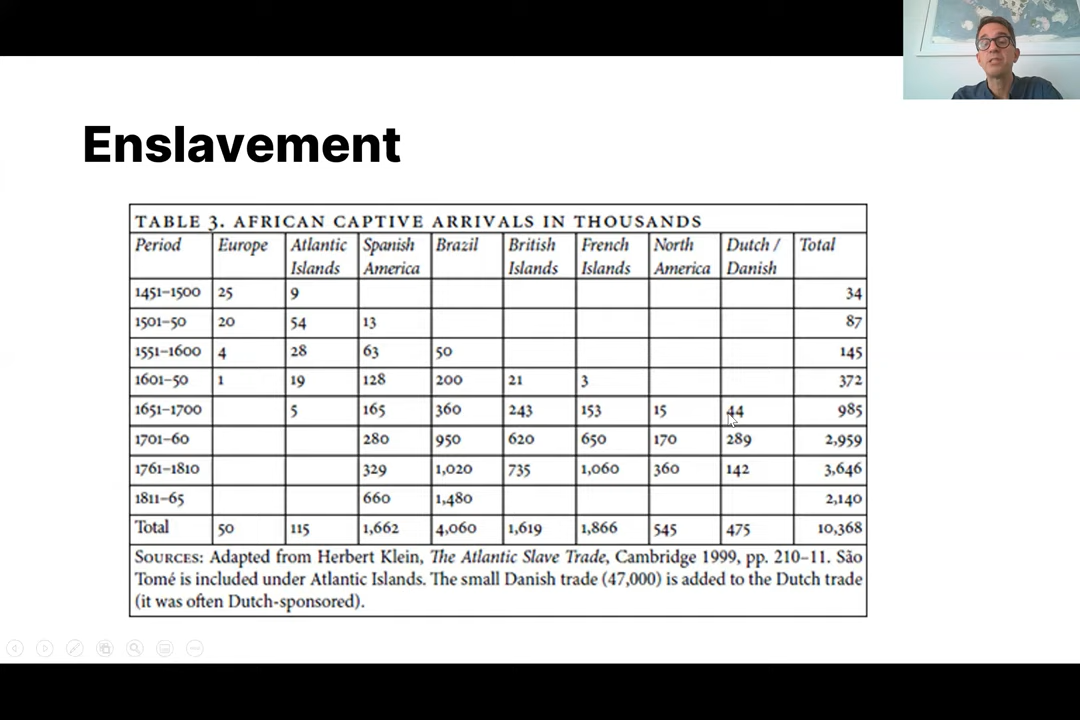 Enslavement
TABLE 3. AFRICAN CAPTIVE ARRIVALS IN THOUSANDS
Period Europe Atlantic Islands Spanish America Brazil British Islands French Islands North America Dutch / Danish Total
1451–1500 25 9 34
1501–50 20 54 13 87
1551–1600 4 28 63 50 145
1601–50 1 19 128 200 21 3 372
1651–1700 5 165 360 243 153 15 44 985
1701–60 280 950 620 650 170 289 2,959
1761–1810 329 1,020 735 1,060 360 142 3,646
1811–65 660 1,480 2,140
Total 50 115 1,662 4,060 1,619 1,866 545 475 10,368
SOURCES: Adapted from Herbert Klein, The Atlantic Slave Trade, Cambridge 1999, pp. 210–11. São
Tomé is included under Atlantic Islands. The small Danish trade (47,000) is added to the Dutch trade
(it was often Dutch-sponsored).